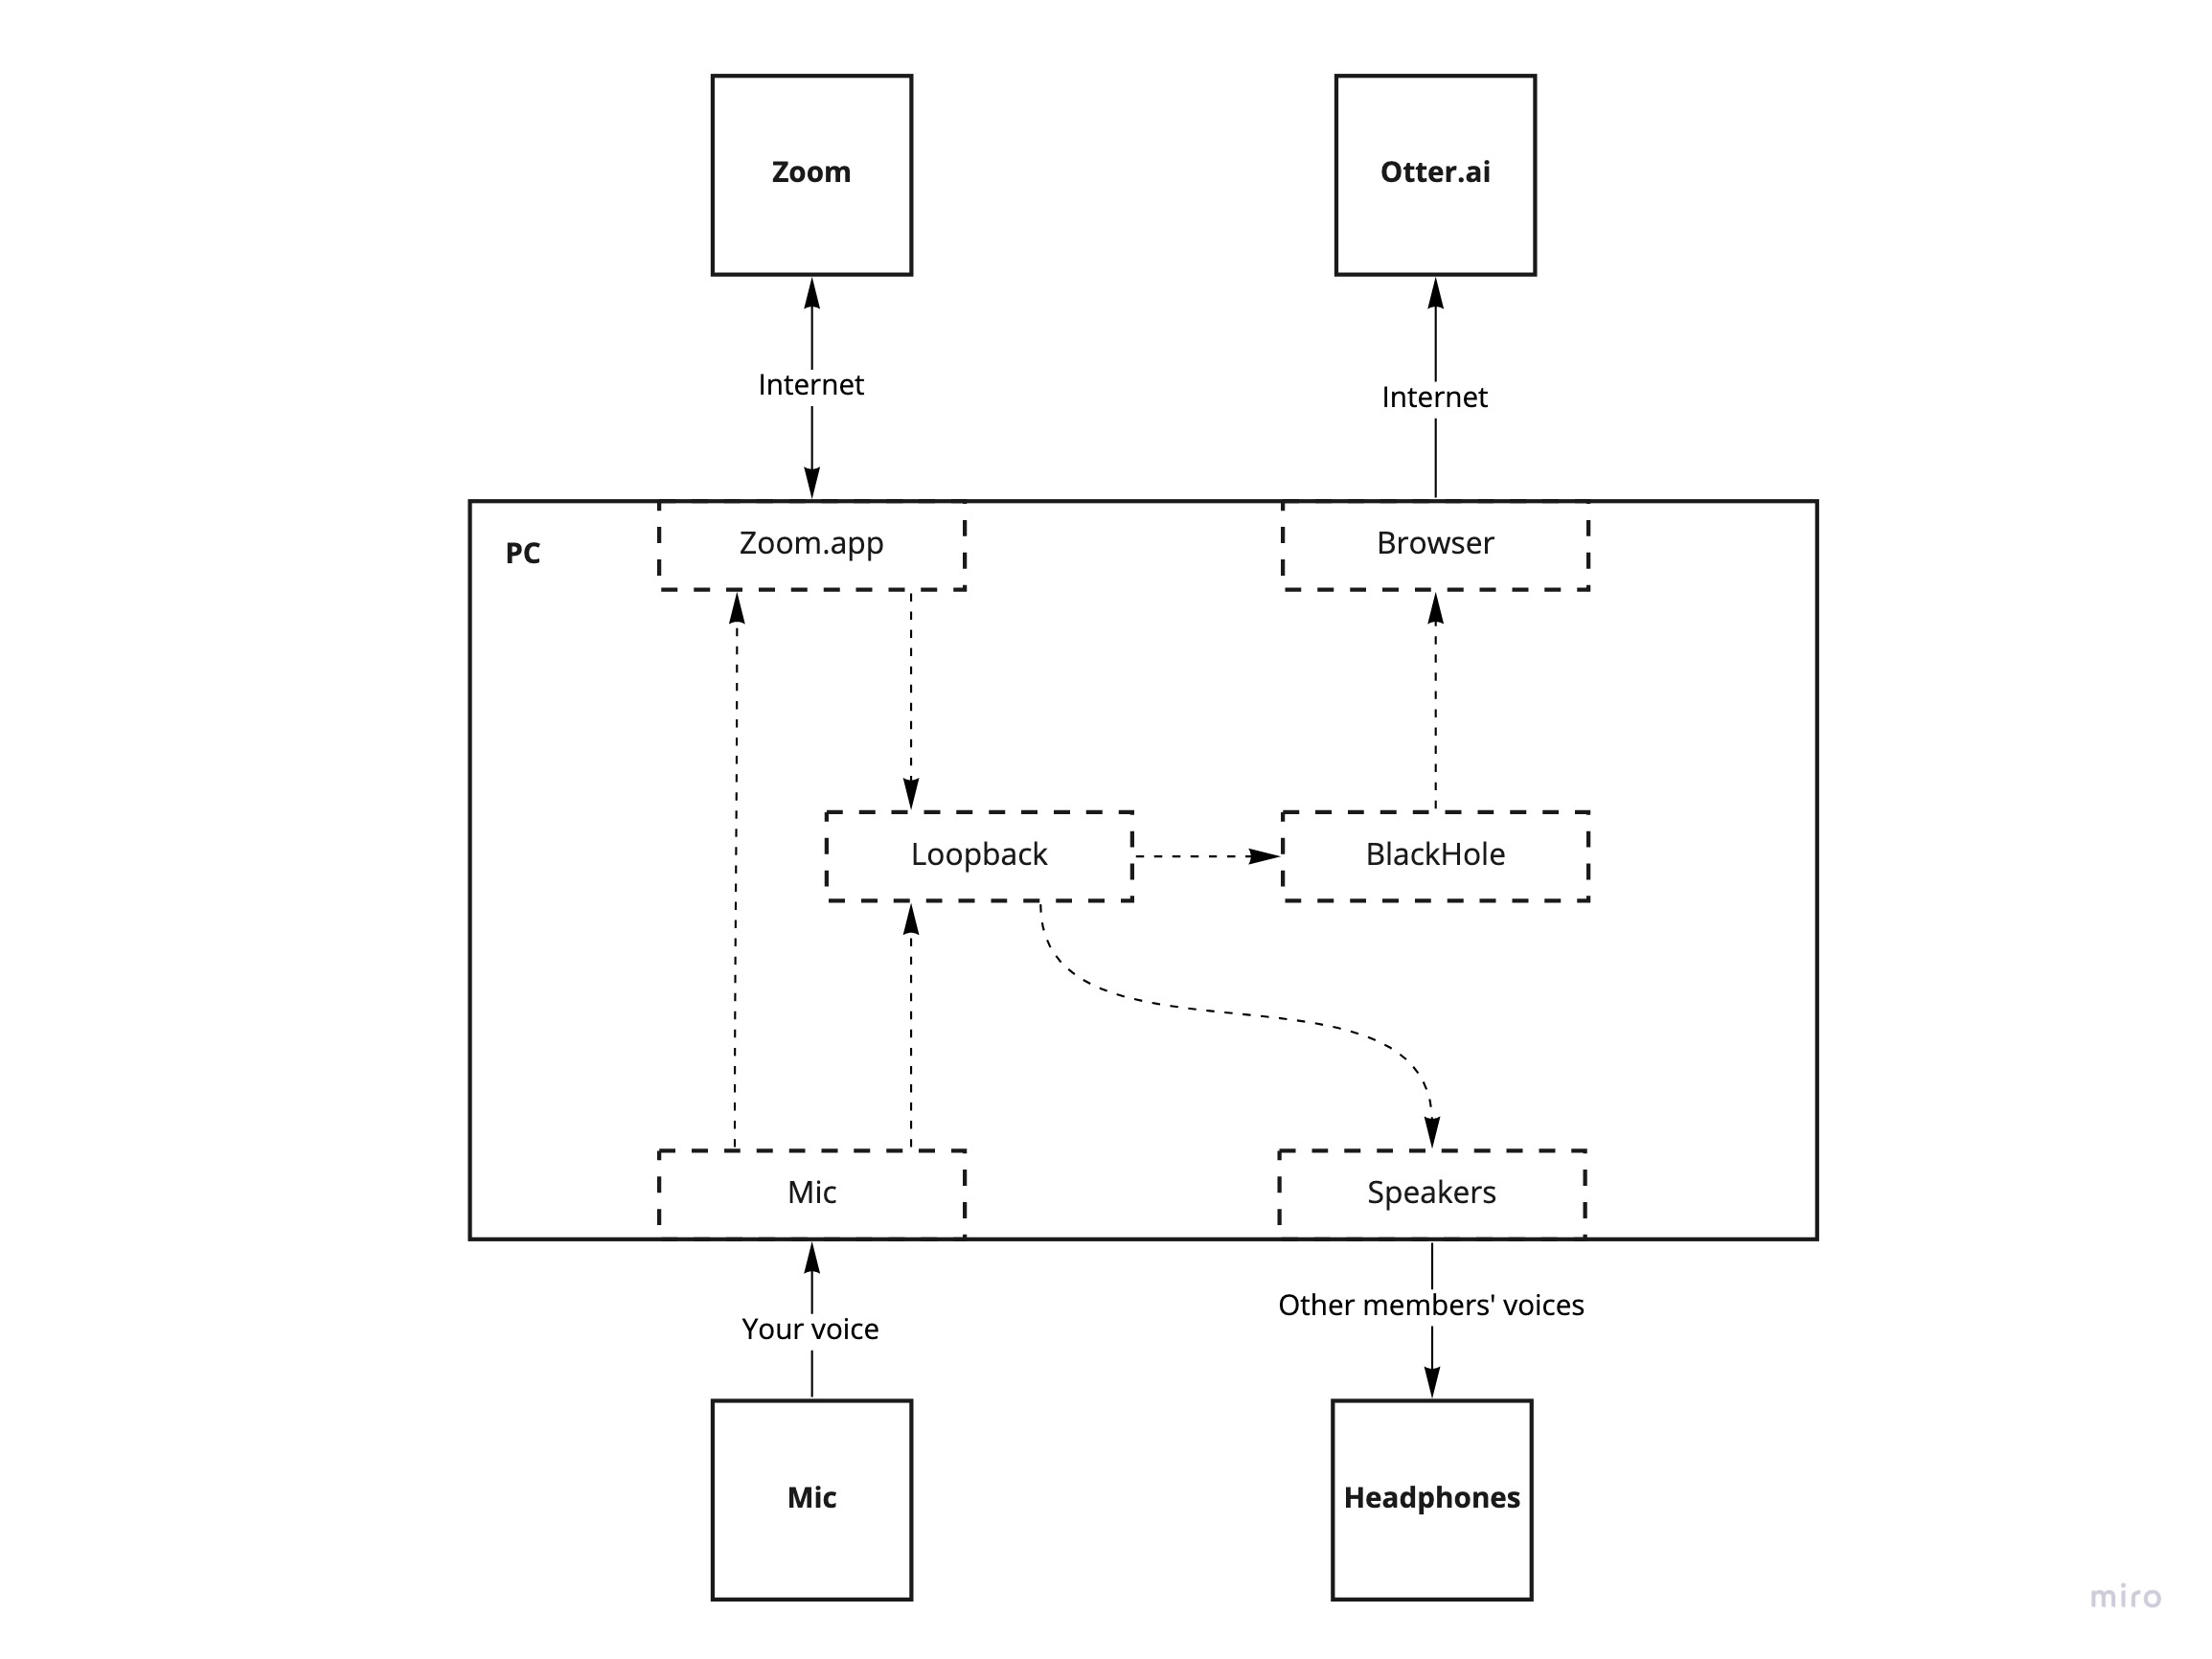 Zoom
Otter.ai
Internet
Internet
PC
Zoom.app
Browser
Loopback
BlackHole
Mic
Speakers
Your voice
Other members' voices
Mic
Headphones
miro